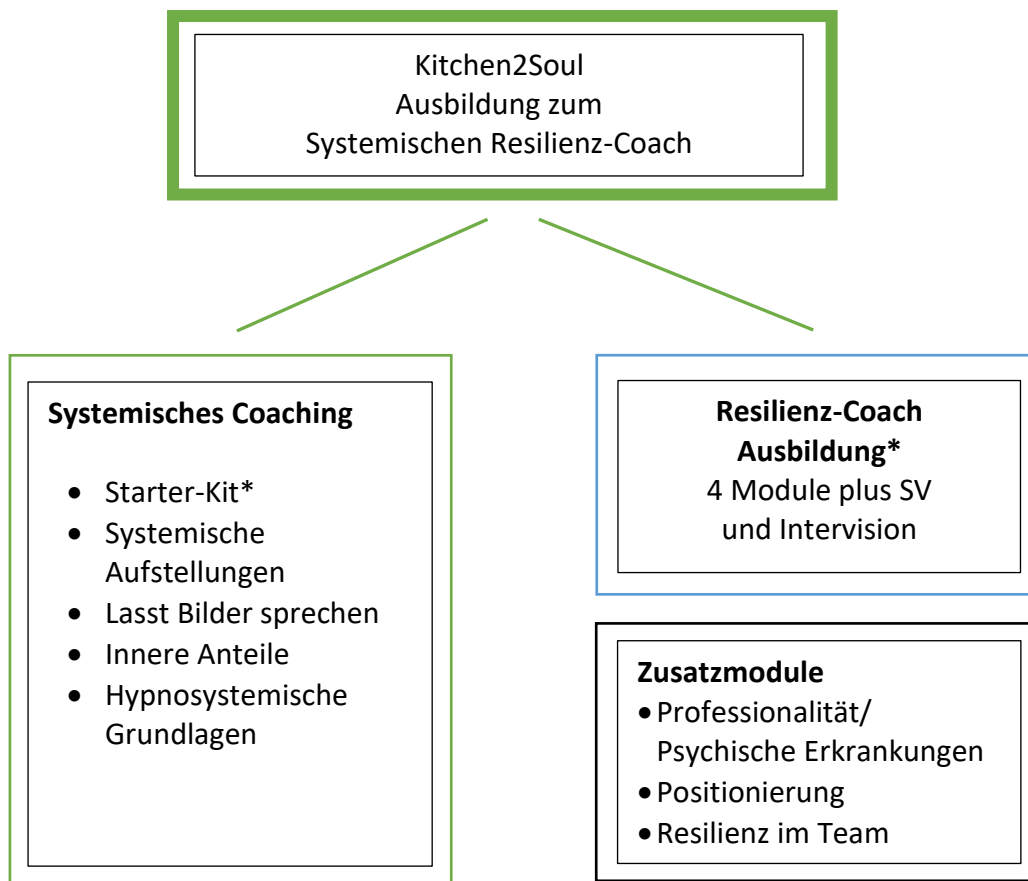 Kitchen2Soul
Ausbildung zum
Systemischen Resilienz-Coach
Systemisches Coaching
• Starter-Kit*
• Systemische
Aufstellungen
• Lasst Bilder sprechen
• Innere Anteile
• Hypnosystemische
Grundlagen
Resilienz-Coach
Ausbildung*
4 Module plus SV
und Intervision
Zusatzmodule
• Professionalität/
Psychische Erkrankungen
• Positionierung
• Resilienz im Team